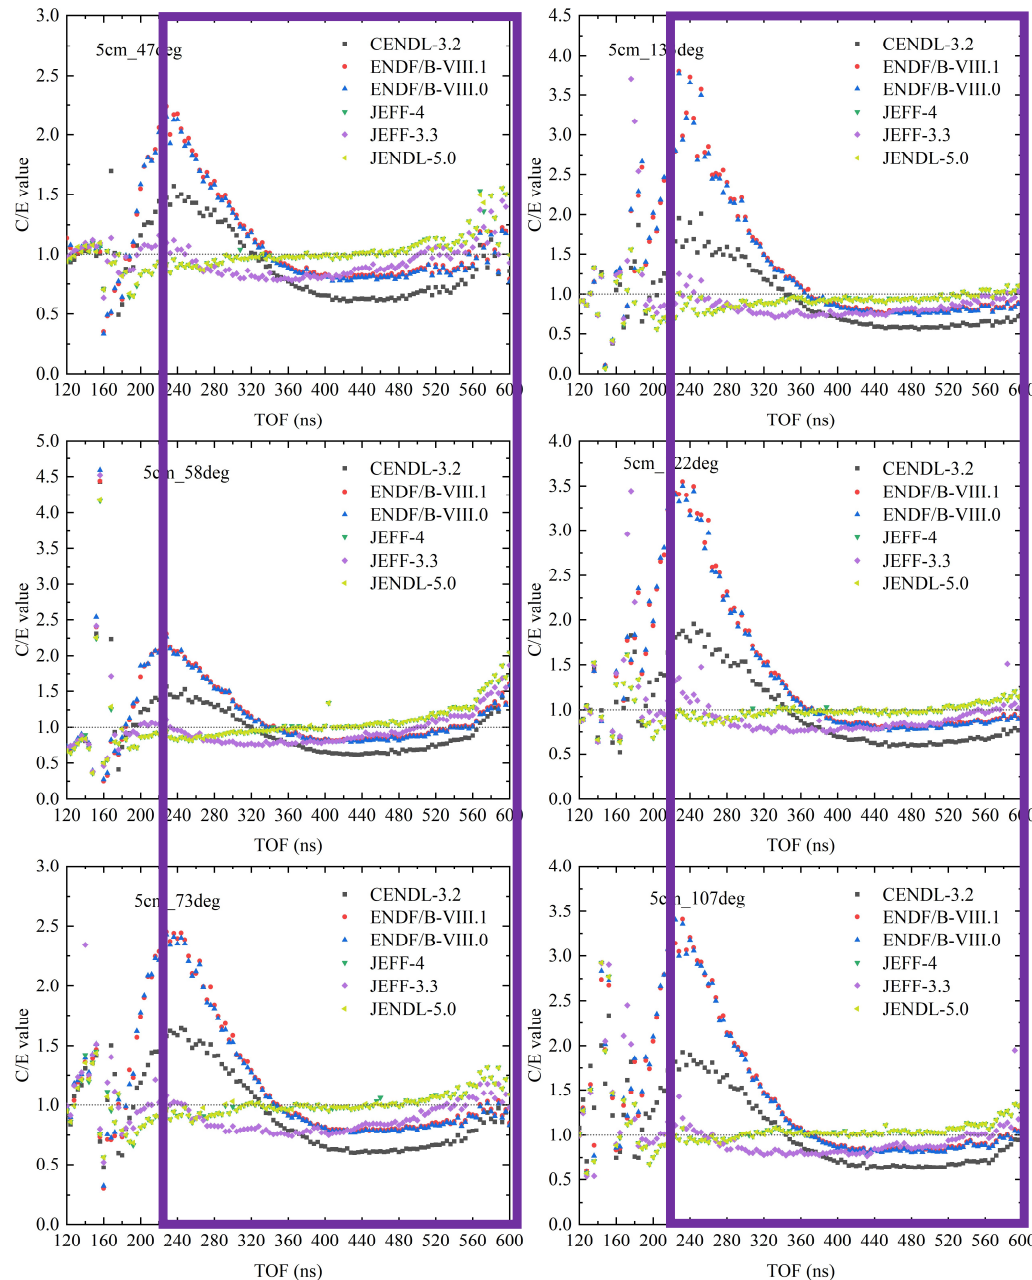 5cm_47deg
CENDL-3.2
ENDF/B-VIII.1
ENDF/B-VIII.0
JEFF-4
JEFF-3.3
JENDL-5.0
C/E value
3.0
2.5
2.0
1.5
1.0
0.5
0.0
120 160 200 240 280 320 360 400 440 480 520 560 600
TOF (ns)
CENDL-3.2
ENDF/B-VIII.1
ENDF/B-VIII.0
JEFF-4
JEFF-3.3
JENDL-5.0
C/E value
4.5
4.0
3.5
3.0
2.5
2.0
1.5
1.0
0.5
0.0
120 160 200 240 280 320 360 400 440 480 520 560
TOF (ns)
5cm_58deg
CENDL-3.2
ENDF/B-VIII.1
ENDF/B-VIII.0
JEFF-4
JEFF-3.3
JENDL-5.0
C/E value
5.0
4.5
4.0
3.5
3.0
2.5
2.0
1.5
1.0
0.5
0.0
120 160 200 240 280 320 360 400 440 480 520 560 600
TOF (ns)
CENDL-3.2
ENDF/B-VIII.1
ENDF/B-VIII.0
JEFF-4
JEFF-3.3
JENDL-5.0
C/E value
4.0
3.5
3.0
2.5
2.0
1.5
1.0
0.5
0.0
120 160 200 240 280 320 360 400 440 480 520 560
TOF (ns)
5cm_73deg
CENDL-3.2
ENDF/B-VIII.1
ENDF/B-VIII.0
JEFF-4
JEFF-3.3
JENDL-5.0
C/E value
3.0
2.5
2.0
1.5
1.0
0.5
0.0
120 160 200 240 280 320 360 400 440 480 520 560 600
TOF (ns)
5cm_107deg
CENDL-3.2
ENDF/B-VIII.1
ENDF/B-VIII.0
JEFF-4
JEFF-3.3
JENDL-5.0
C/E value
4.0
3.5
3.0
2.5
2.0
1.5
1.0
0.5
0.0
120 160 200 240 280 320 360 400 440 480 520 560
TOF (ns)